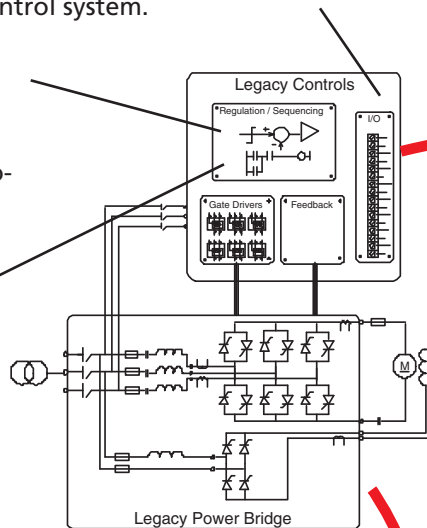 ntrol system.
Legacy Controls
Regulation / Sequencing
I/O
o-
Gate Drivers
Feedback
M
Legacy Power Bridge